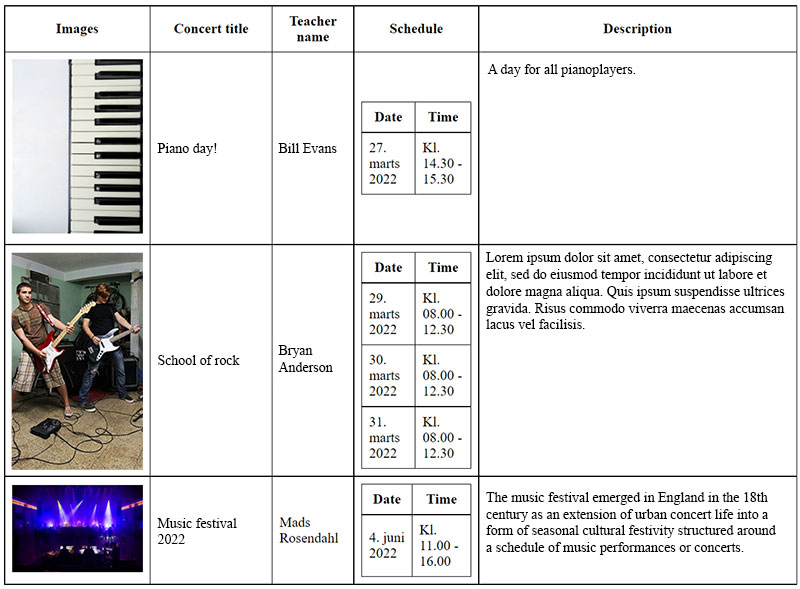 Images
Concert title
Teacher
name
Schedule
Description
Piano day!
Bill Evans
Date
Time
27.
marts
2022
Kl.
14.30 -
15.30
A day for all pianoplayers.
School of rock
Bryan
Anderson
Date
Time
29.
marts
2022
Kl.
08.00 -
12.30
30.
marts
2022
Kl.
08.00 -
12.30
31.
marts
2022
Kl.
08.00 -
12.30
Lorem ipsum dolor sit amet, consectetur adipiscing
elit, sed do eiusmod tempor incididunt ut labore et
dolore magna aliqua. Quis ipsum suspendisse ultrices
gravida. Risus commodo viverra maecenas accumsan
lacus vel facilisis.
Music festival
2022
Mads
Rosendahl
Date
Time
4. juni
2022
Kl.
11.00 -
16.00
The music festival emerged in England in the 18th
century as an extension of urban concert life into a
form of seasonal cultural festivity structured around
a schedule of music performances or concerts.